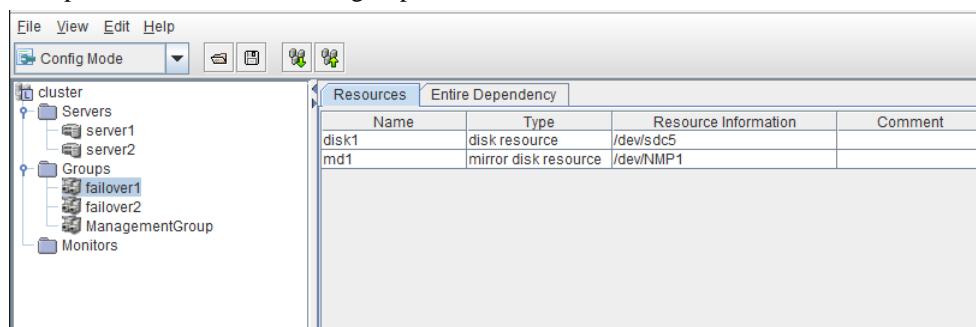 File View Edit Help
Config Mode
cluster
Servers
server1
server2
Groups
failover1
failover2
ManagementGroup
Monitors
Resources Entire Dependency
Name Type Resource Information Comment
disk1 disk resource /dev/sdc5
md1 mirror disk resource /dev/NMP1